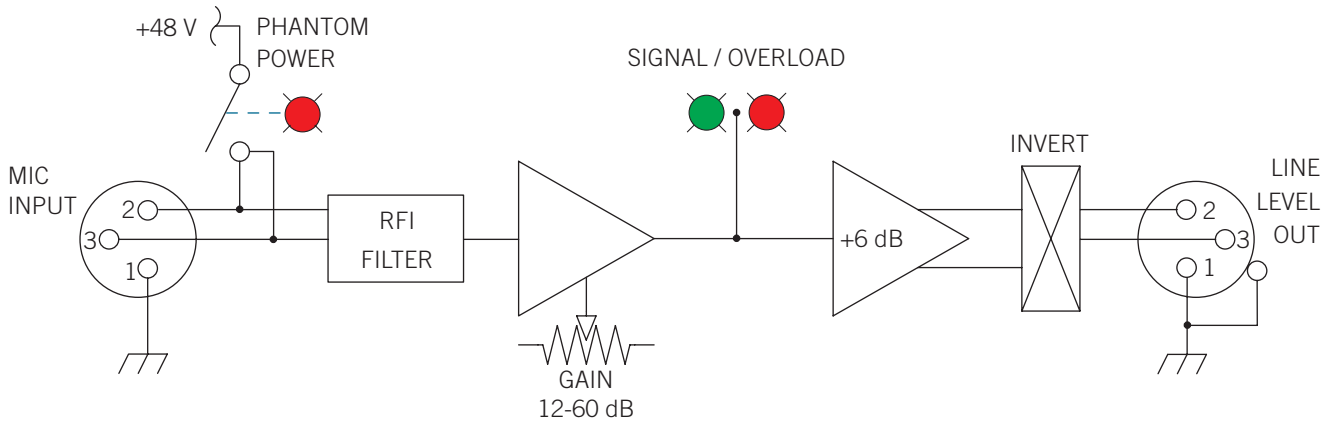 +48 V
PHANTOM
POWER
SIGNAL / OVERLOAD
INVERT
MIC
INPUT
2
3
1
RFI
FILTER
+6 dB
LINE
LEVEL
OUT
2
3
1
GAIN
12-60 dB